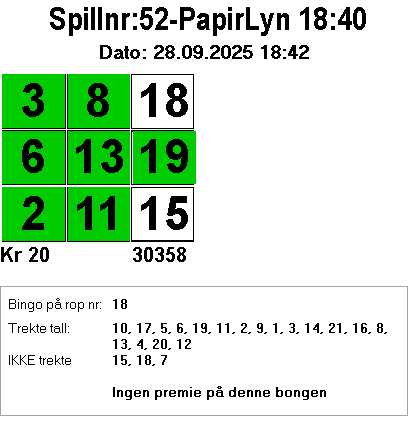 Spillnr:52-PapirLyn 18:40
Dato: 28.09.2025 18:42
3 8 18
6 13 19
2 11 15
Kr 20 30358
Bingo på rop nr: 18
Trekte tall: 10, 17, 5, 6, 19, 11, 2, 9, 1, 3, 14, 21, 16, 8,
13, 4, 20, 12
IKKE trekte 15, 18, 7
Ingen premie på denne bongen